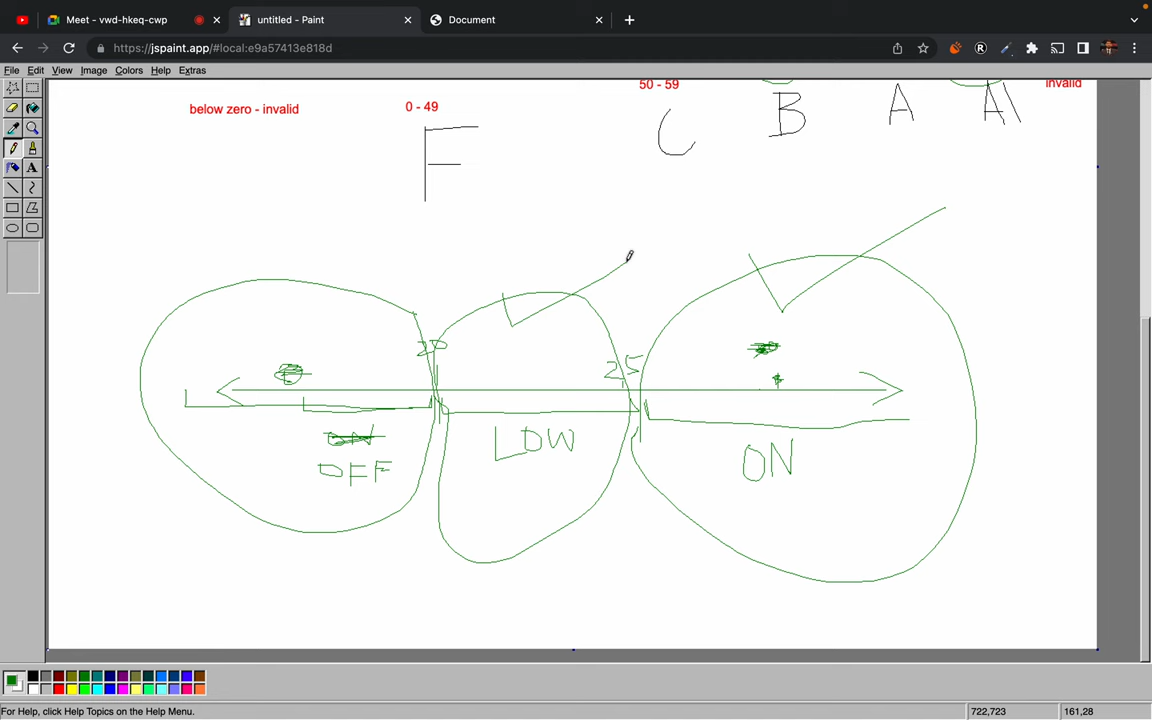 Meet - vwd-hkeq-cwp
untitled - Paint
Document
https://jspaint.app/#local:e9a57413e818d
File Edit View Image Colors Help Extras
50 - 59
invalid
below zero - invalid
0 - 49
F
C
B
A
A
20
25
OFF
LOW
ON
For Help, click Help Topics on the Help Menu.
722,723
161,28